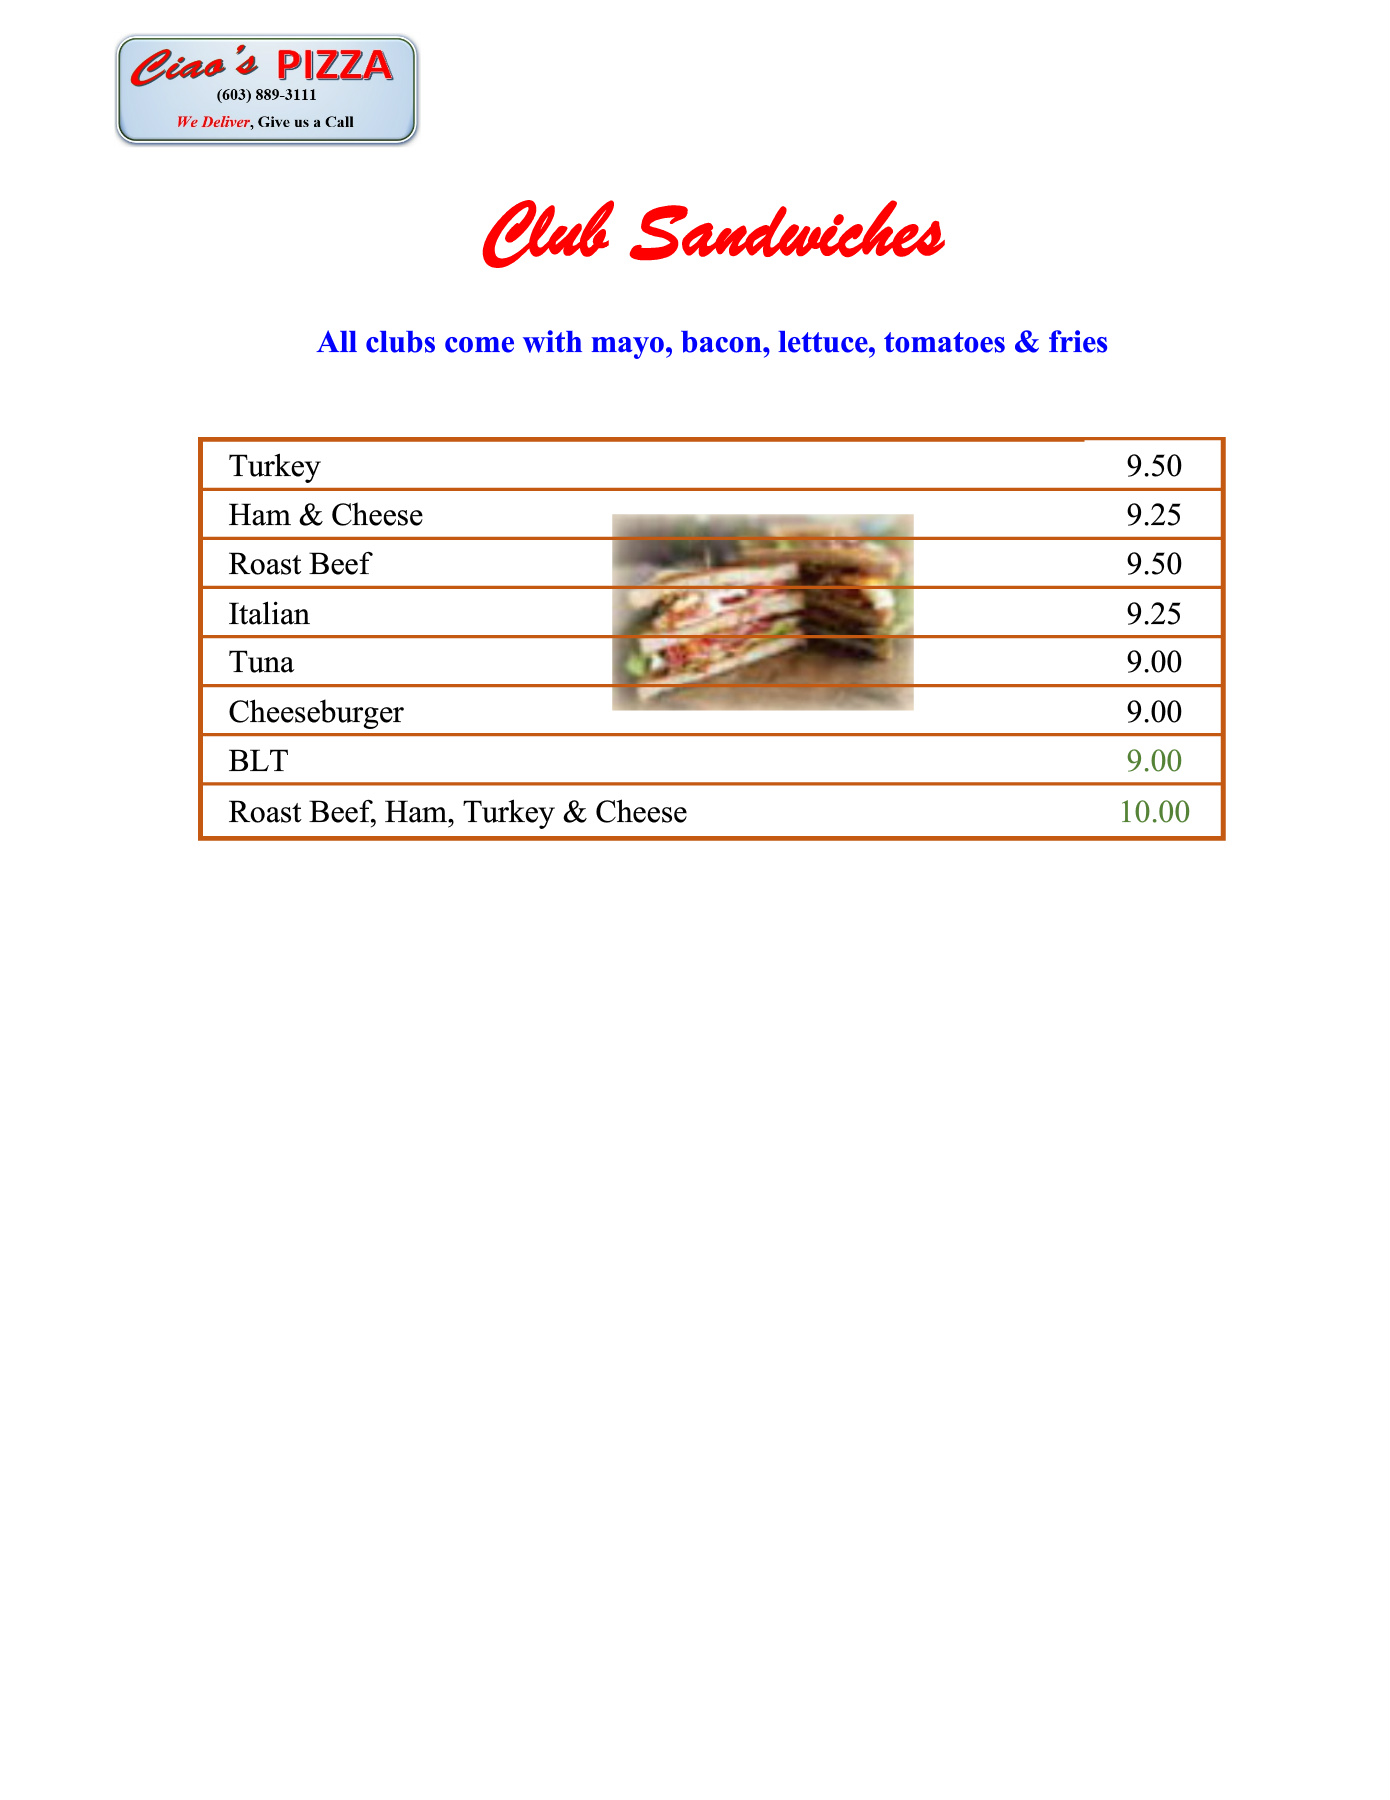 Ciao's PIZZA
(603) 889-3111
We Deliver, Give us a Call
Club Sandwiches
All clubs come with mayo, bacon, lettuce, tomatoes & fries
Turkey 9.50
Ham & Cheese 9.25
Roast Beef 9.50
Italian 9.25
Tuna 9.00
Cheeseburger 9.00
BLT 9.00
Roast Beef, Ham, Turkey & Cheese 10.00